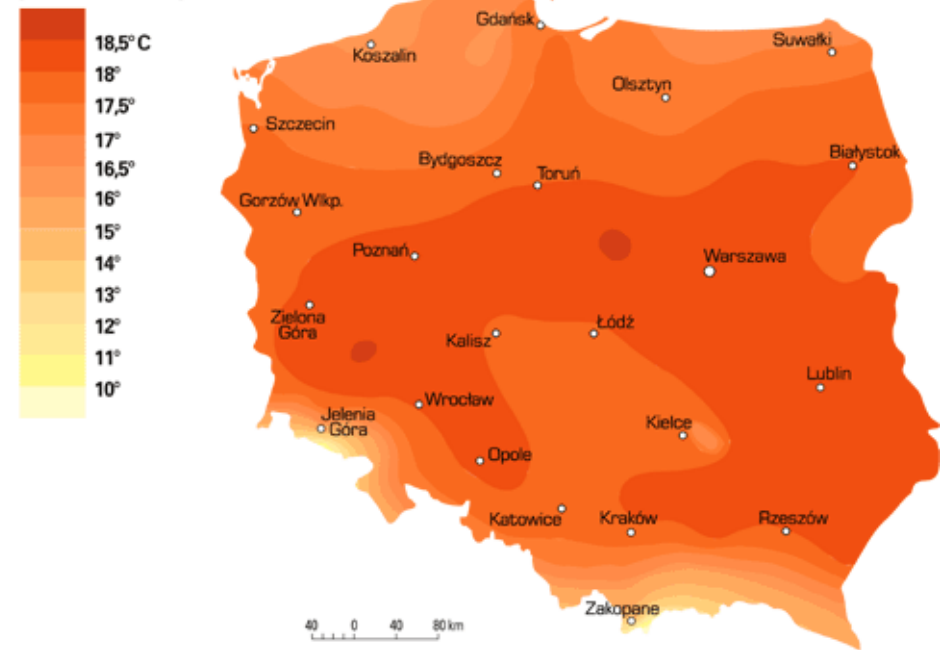 18,5° C
18°
17,5°
17°
16,5°
16°
15°
14°
13°
12°
11°
10°
Gdańsk
Koszalin
Suwałki
Olsztyn
Szczecin
Białystok
Bydgoszcz
Toruń
Gorzów Wlkp.
Poznań
Warszawa
Zielona
Góra
Łódź
Kalisz
Lublin
Wrocław
Jelenia
Góra
Kielce
Opole
Katowice
Kraków
Rzeszów
Zakopane
40 0 40 80 km